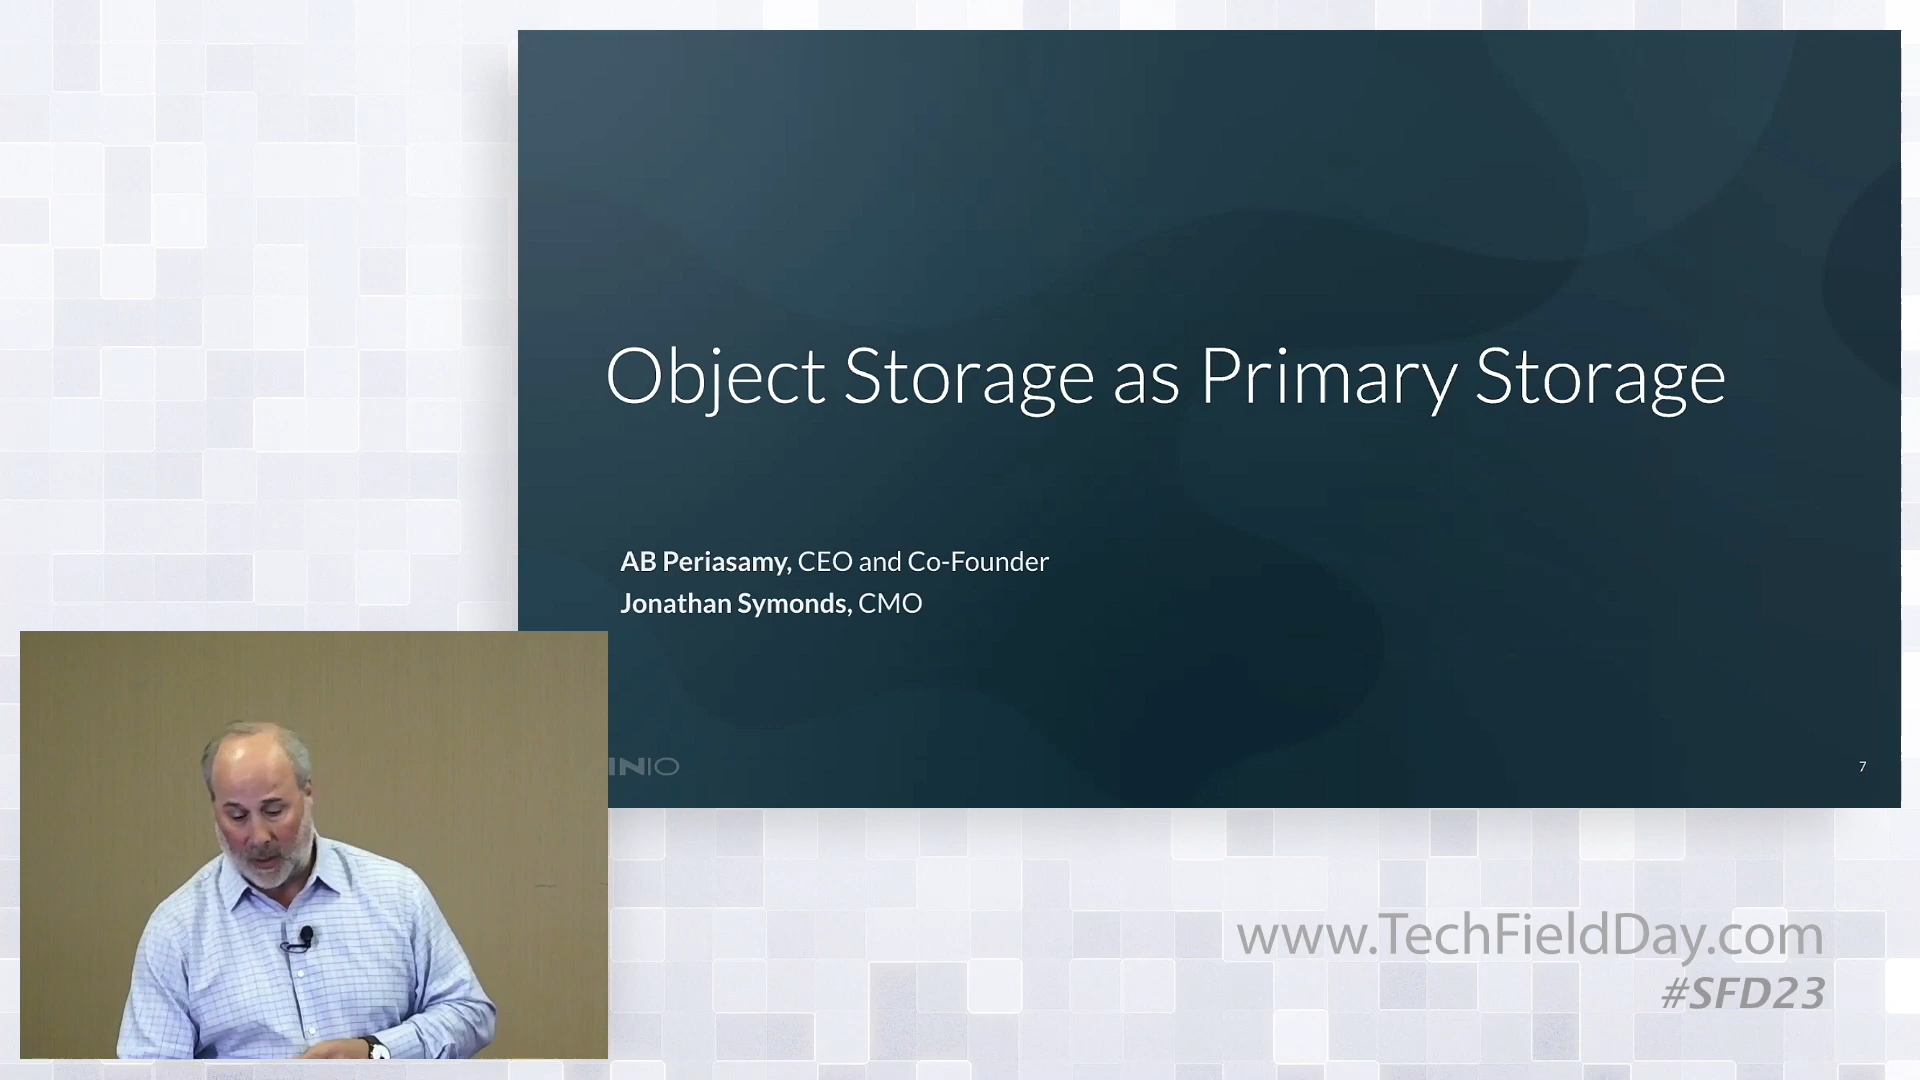 Object Storage as Primary Storage
AB Periasamy, CEO and Co-Founder
Jonathan Symonds, CMO
INIO
7
www.TechFieldDay.com
#SFD23